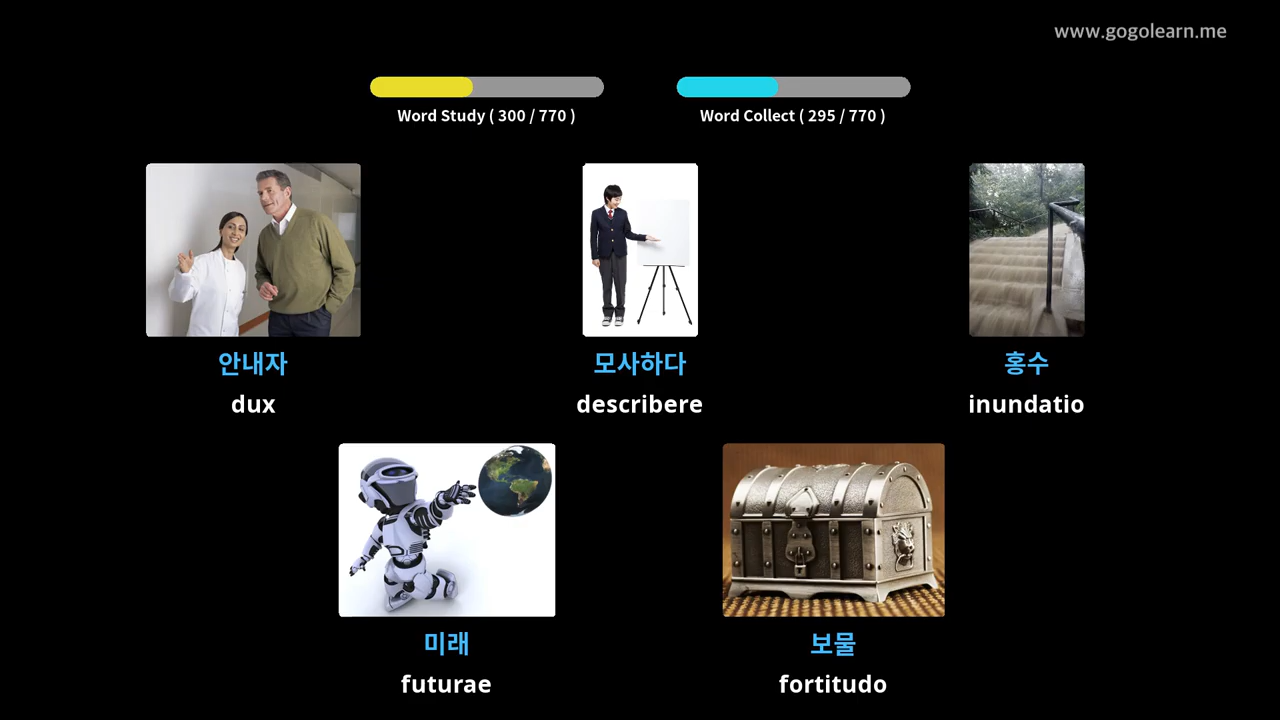 www.gogolearn.me
Word Study ( 300 / 770 )
Word Collect ( 295 / 770 )
안내자
dux
모사하다
describere
홍수
inundatio
미래
futurae
보물
fortitudo